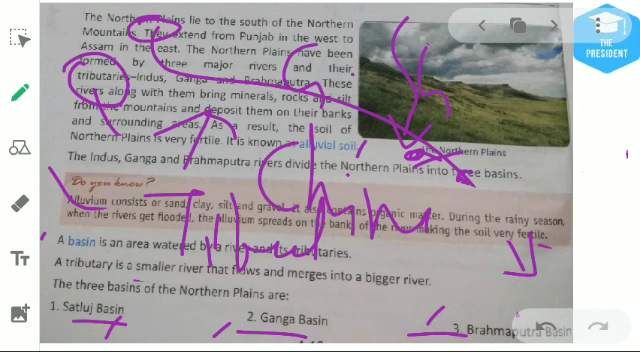 The Northern Plains lie to the south of the Northern
Mountains. They extend from Punjab in the west to
Assam in the east. The Northern Plains have been
formed by three major rivers and their
tributaries-Indus, Ganga and Brahmaputra. These
rivers along with them bring minerals, rocks and silt
from the mountains and deposit them on their banks
and surrounding areas. As a result, the soil of
Northern Plains is very fertile. It is known as alluvial soil.
The Northern Plains
The Indus, Ganga and Brahmaputra rivers divide the Northern Plains into three basins.
Do you know?
Alluvium consists of sand, clay, silt and gravel. It also contains organic matter. During the rainy season,
when the rivers get flooded, the alluvium spreads on the banks of the river making the soil very fertile.
A basin is an area watered by a river and its tributaries.
A tributary is a smaller river that flows and merges into a bigger river.
The three basins of the Northern Plains are:
1. Satluj Basin 2. Ganga Basin 3. Brahmaputra Basin
China
THE
PRESIDENT
TT